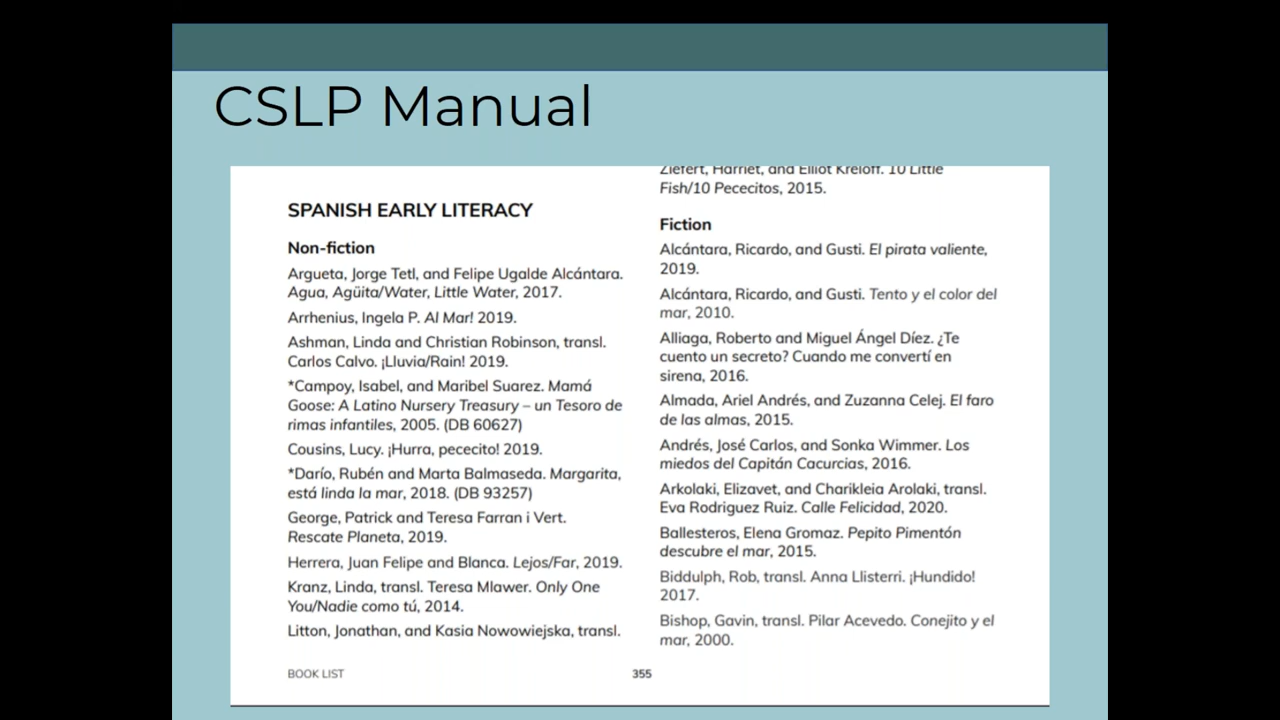 CSLP Manual
SPANISH EARLY LITERACY
Non-fiction
Argueta, Jorge Tetl, and Felipe Ugalde Alcántara.
Agua, Agüita/Water, Little Water, 2017.
Arrhenius, Ingela P. Al Mar! 2019.
Ashman, Linda and Christian Robinson, transl.
Carlos Calvo. ¡Lluvia/Rain! 2019.
*Campoy, Isabel, and Maribel Suarez. Mamá
Goose: A Latino Nursery Treasury – un Tesoro de
rimas infantiles, 2005. (DB 60627)
Cousins, Lucy. ¡Hurra, pececito! 2019.
*Darío, Rubén and Marta Balmaseda. Margarita,
está linda la mar, 2018. (DB 93257)
George, Patrick and Teresa Farran i Vert.
Rescate Planeta, 2019.
Herrera, Juan Felipe and Blanca. Lejos/Far, 2019.
Kranz, Linda, transl. Teresa Mlawer. Only One
You/Nadie como tú, 2014.
Litton, Jonathan, and Kasia Nowowiejska, transl.
Ziefert, Harriet, and Elliot Kreloff. 10 Little
Fish/10 Pececitos, 2015.
Fiction
Alcántara, Ricardo, and Gusti. El pirata valiente,
2019.
Alcántara, Ricardo, and Gusti. Tento y el color del
mar, 2010.
Alliaga, Roberto and Miguel Ángel Díez. ¿Te
cuento un secreto? Cuando me convertí en
sirena, 2016.
Almada, Ariel Andrés, and Zuzanna Celej. El faro
de las almas, 2015.
Andrés, José Carlos, and Sonka Wimmer. Los
miedos del Capitán Cacurcias, 2016.
Arkolaki, Elizavet, and Charikleia Arolaki, transl.
Eva Rodriguez Ruiz. Calle Felicidad, 2020.
Ballesteros, Elena Gromaz. Pepito Pimentón
descubre el mar, 2015.
Biddulph, Rob, transl. Anna Llisterri. ¡Hundido!
2017.
Bishop, Gavin, transl. Pilar Acevedo. Conejito y el
mar, 2000.
BOOK LIST
355